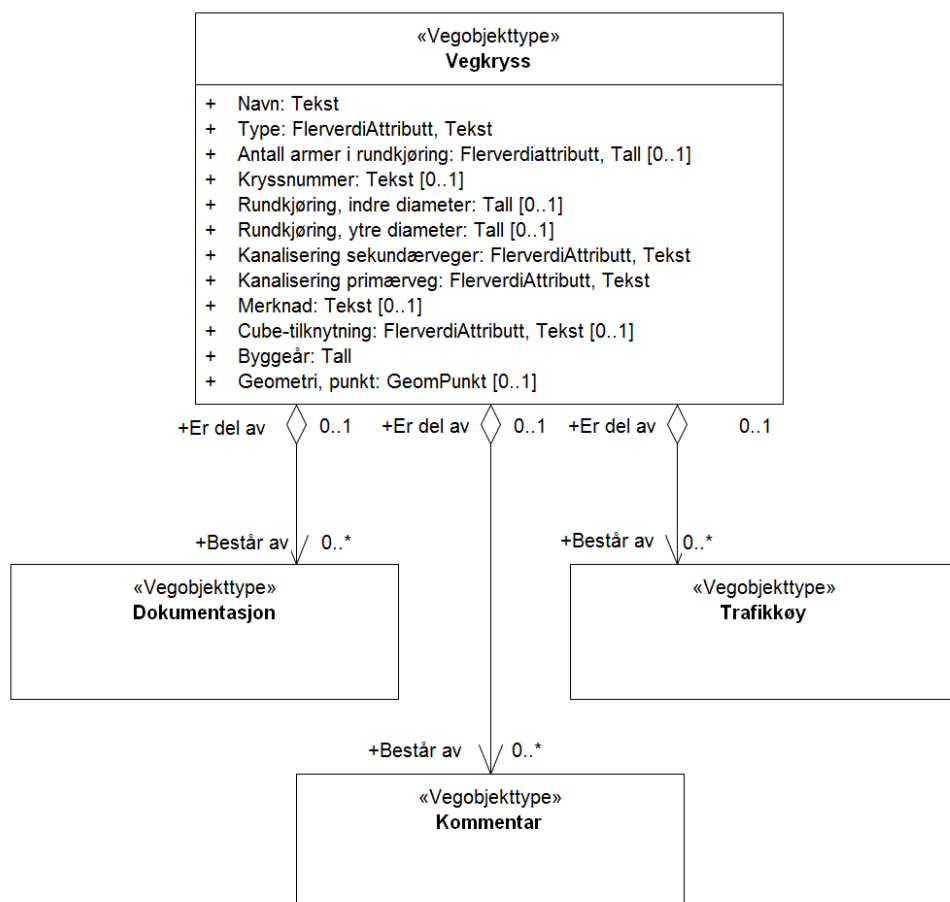 «Vegobjekttype»
Vegkryss
+ Navn: Tekst
+ Type: FlerverdiAttributt, Tekst
+ Antall armer i rundkjøring: Flerverdiattributt, Tall [0..1]
+ Kryssnummer: Tekst [0..1]
+ Rundkjøring, indre diameter: Tall [0..1]
+ Rundkjøring, ytre diameter: Tall [0..1]
+ Kanalisering sekundærveger: FlerverdiAttributt, Tekst
+ Kanalisering primærveg: FlerverdiAttributt, Tekst
+ Merknad: Tekst [0..1]
+ Cube-tilknytning: FlerverdiAttributt, Tekst [0..1]
+ Byggeår: Tall
+ Geometri, punkt: GeomPunkt [0..1]
+Er del av 0..1 +Er del av 0..1 +Er del av 0..1
+Består av 0..* +Består av 0..*
«Vegobjekttype» «Vegobjekttype»
Dokumentasjon Trafikkøy
+Består av 0..*
«Vegobjekttype»
Kommentar